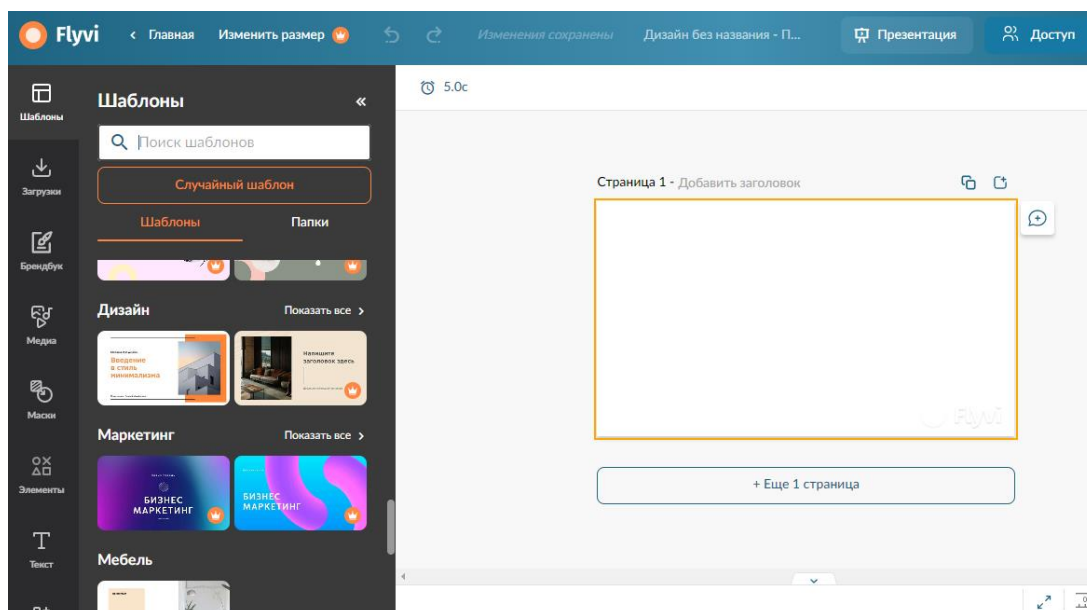 Flyvi
Главная
Изменить размер
Изменения сохранены
Дизайн без названия - П...
Презентация
Доступ
Шаблоны
Загрузки
Брендбук
Медиа
Маски
Элементы
Текст
Шаблоны
Поиск шаблонов
Случайный шаблон
Шаблоны
Папки
Дизайн
Показать все
Введение
в стиль
минимализма
Напишите
заголовок здесь
Маркетинг
Показать все
БИЗНЕС
МАРКЕТИНГ
БИЗНЕС
МАРКЕТИНГ
Мебель
5.0с
Страница 1 - Добавить заголовок
Flyvi
+ Еще 1 страница